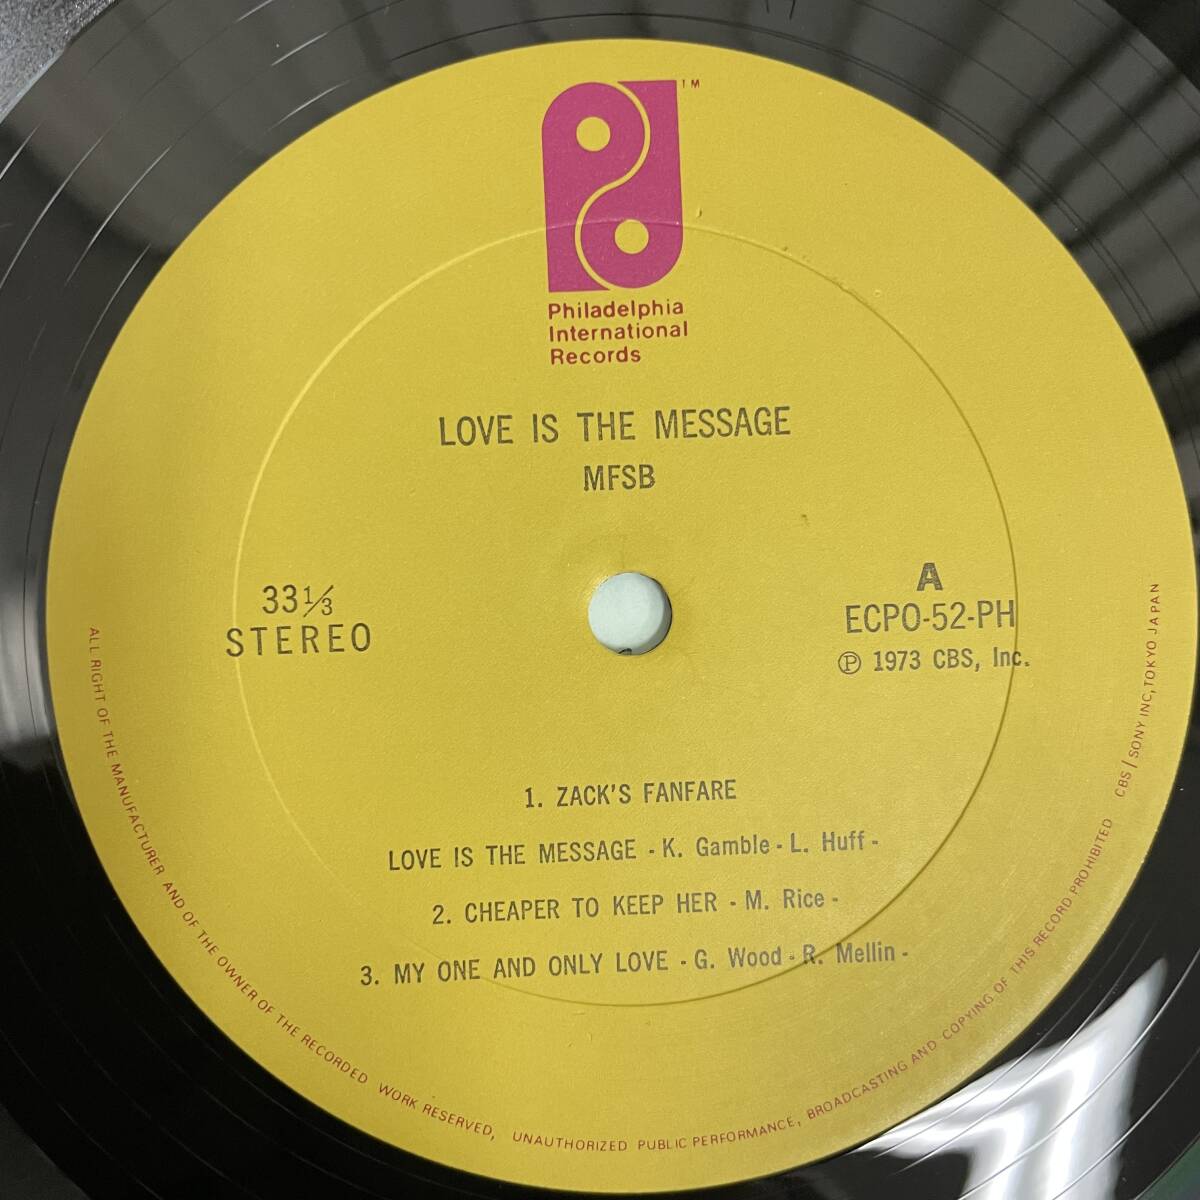 TM
Philadelphia
International
Records
LOVE IS THE MESSAGE
MFSB
33 1/3
STEREO
A
ECPO-52-PH
Ⓟ 1973 CBS, Inc.
1. ZACK'S FANFARE
LOVE IS THE MESSAGE - K. Gamble - L. Huff -
2. CHEAPER TO KEEP HER - M. Rice -
3. MY ONE AND ONLY LOVE - G. Wood - R. Mellin -
ALL RIGHT OF THE MANUFACTURER AND OF THE OWNER OF THE RECORDED WORK RESERVED, UNAUTHORIZED PUBLIC PERFORMANCE, BROADCASTING AND COPYING OF THIS RECORD PROHIBITED CBS / SONY INC, TOKYO JAPAN